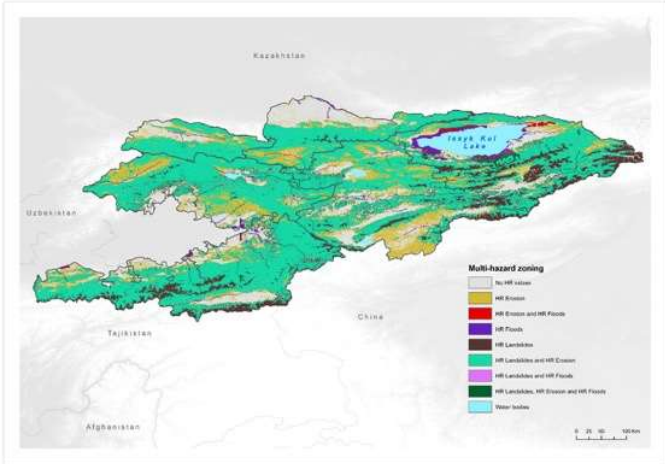 Kazakhstan
Issyk Kul
Lake
Uzbekistan
Multi-hazard zoning
No HR values
HR Erosion
HR Erosion and HR Floods
HR Floods
HR Landslides
HR Landslides and HR Erosion
HR Landslides and HR Floods
HR Landslides, HR Erosion and HR Floods
Water bodies
China
Tajikistan
Afghanistan
0 25 50 100 Km